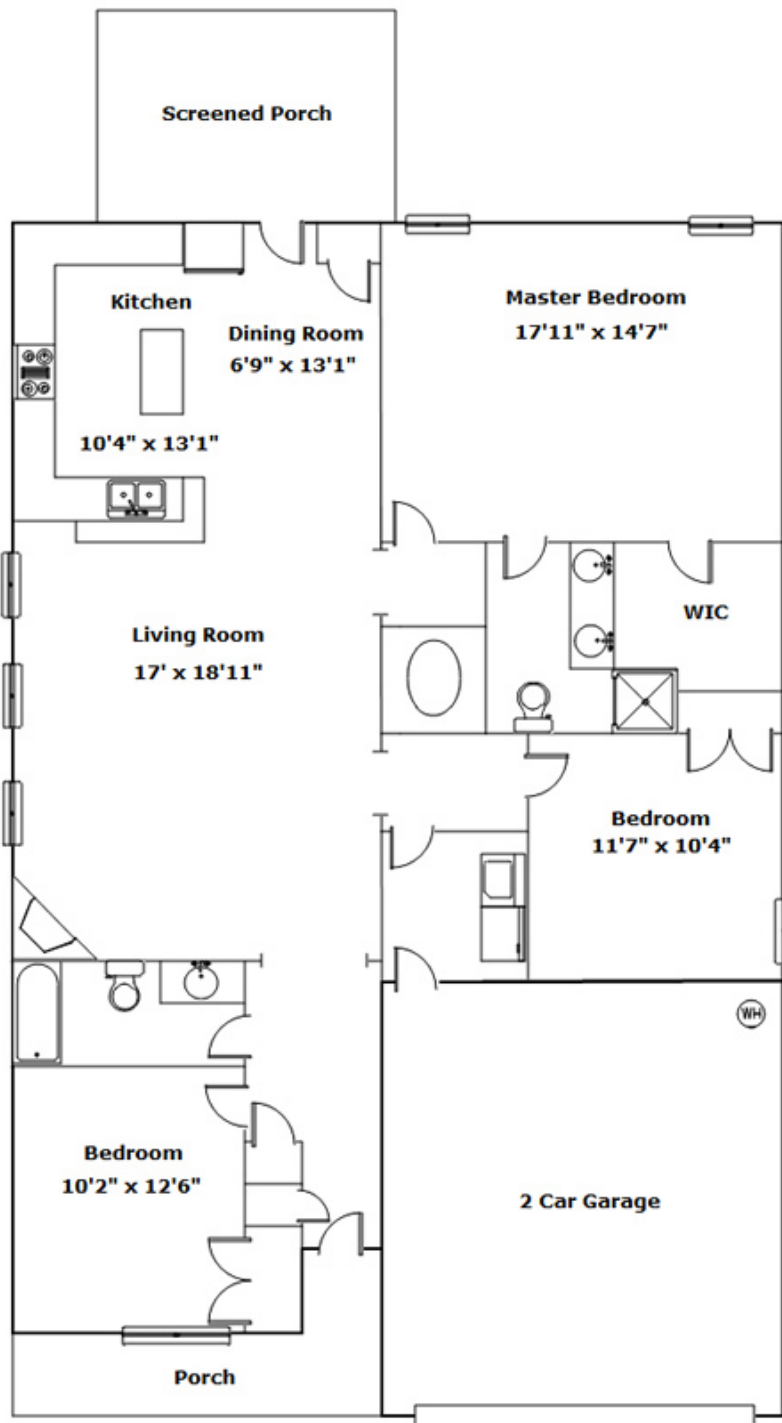 Screened Porch
Kitchen
10'4" x 13'1"
Dining Room
6'9" x 13'1"
Master Bedroom
17'11" x 14'7"
Living Room
17' x 18'11"
WIC
Bedroom
11'7" x 10'4"
WH
Bedroom
10'2" x 12'6"
2 Car Garage
Porch